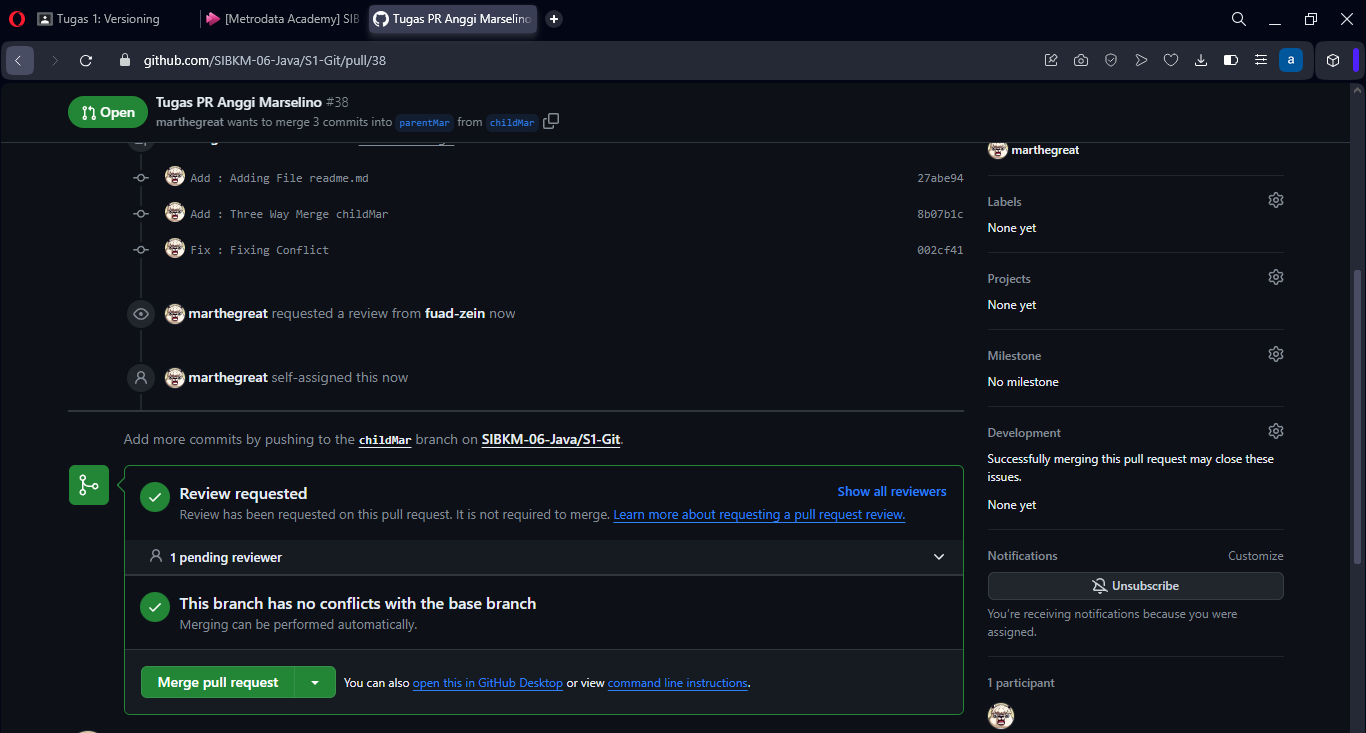 Tugas 1: Versioning
[Metrodata Academy] SIB
Tugas PR Anggi Marselino
github.com/SIBKM-06-Java/S1-Git/pull/38
a
Open
Tugas PR Anggi Marselino #38
marthegreat wants to merge 3 commits into parentMar from childMar
Add : Adding File readme.md 27abe94
Add : Three Way Merge childMar 8b07b1c
Fix : Fixing Conflict 002cf41
marthegreat requested a review from fuad-zein now
marthegreat self-assigned this now
Add more commits by pushing to the childMar branch on SIBKM-06-Java/S1-Git.
Review requested
Show all reviewers
Review has been requested on this pull request. It is not required to merge. Learn more about requesting a pull request review.
1 pending reviewer
This branch has no conflicts with the base branch
Merging can be performed automatically.
Merge pull request
You can also open this in GitHub Desktop or view command line instructions.
marthegreat
Labels
None yet
Projects
None yet
Milestone
No milestone
Development
Successfully merging this pull request may close these
issues.
None yet
Notifications
Customize
Unsubscribe
You're receiving notifications because you were
assigned.
1 participant